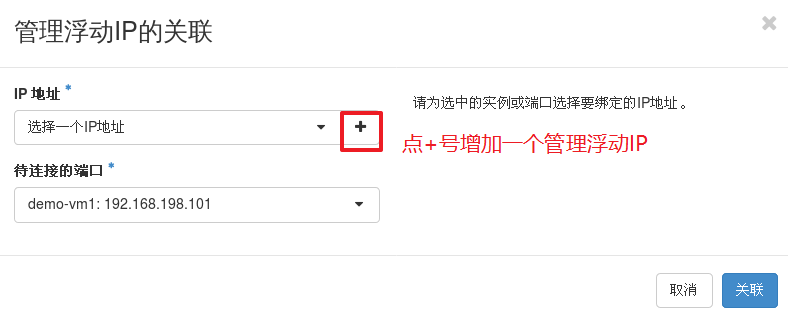 管理浮动IP的关联
×
IP 地址 *
请为选中的实例或端口选择要绑定的IP地址。
选择一个IP地址
+
点+号增加一个管理浮动IP
待连接的端口 *
demo-vm1: 192.168.198.101
取消
关联